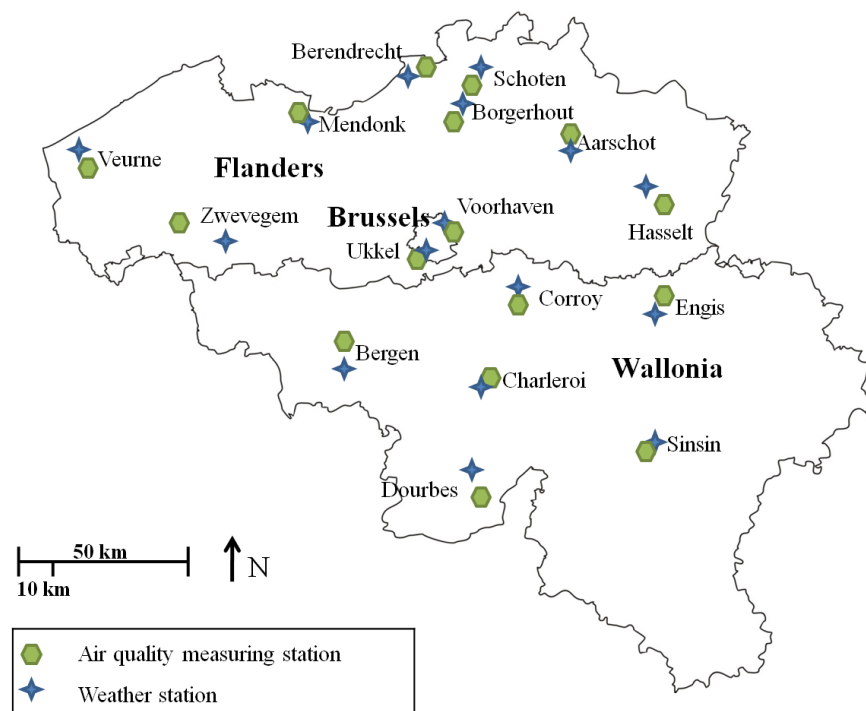 Berendrecht
Schoten
Borgerhout
Mendonk
Aarschot
Veurne
Flanders
Zwevegem
Brussels
Voorhaven
Hasselt
Ukkel
Corroy
Engis
Bergen
Charleroi
Wallonia
Sinsin
Dourbes
50 km
10 km
N
Air quality measuring station
Weather station